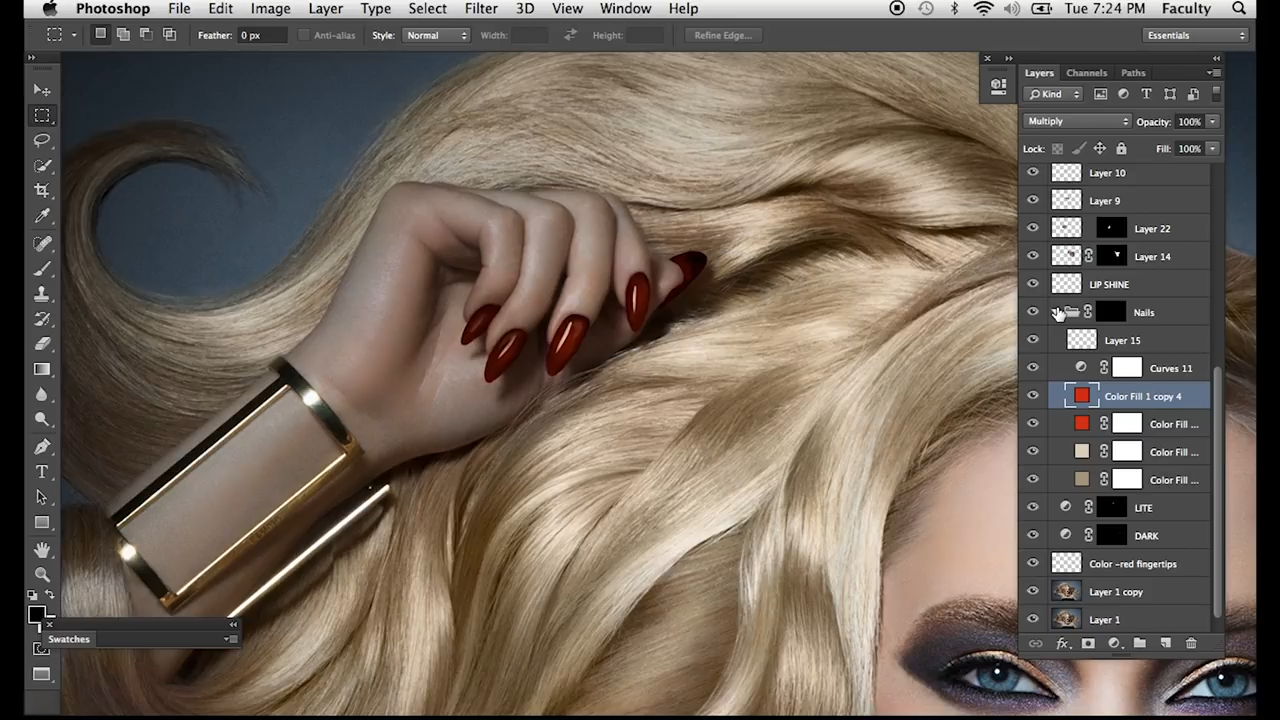 Photoshop File Edit Image Layer Type Select Filter 3D View Window Help Tue 7:24 PM Faculty
Feather: 0 px Anti-alias Style: Normal Width: Height: Refine Edge... Essentials
Layers Channels Paths
Kind
Multiply Opacity: 100%
Lock: Fill: 100%
Layer 10
Layer 9
Layer 22
Layer 14
LIP SHINE
Nails
Layer 15
Curves 11
Color Fill 1 copy 4
Color Fill ...
Color Fill ...
Color Fill ...
LITE
DARK
Color -red fingertips
Layer 1 copy
Layer 1
Swatches